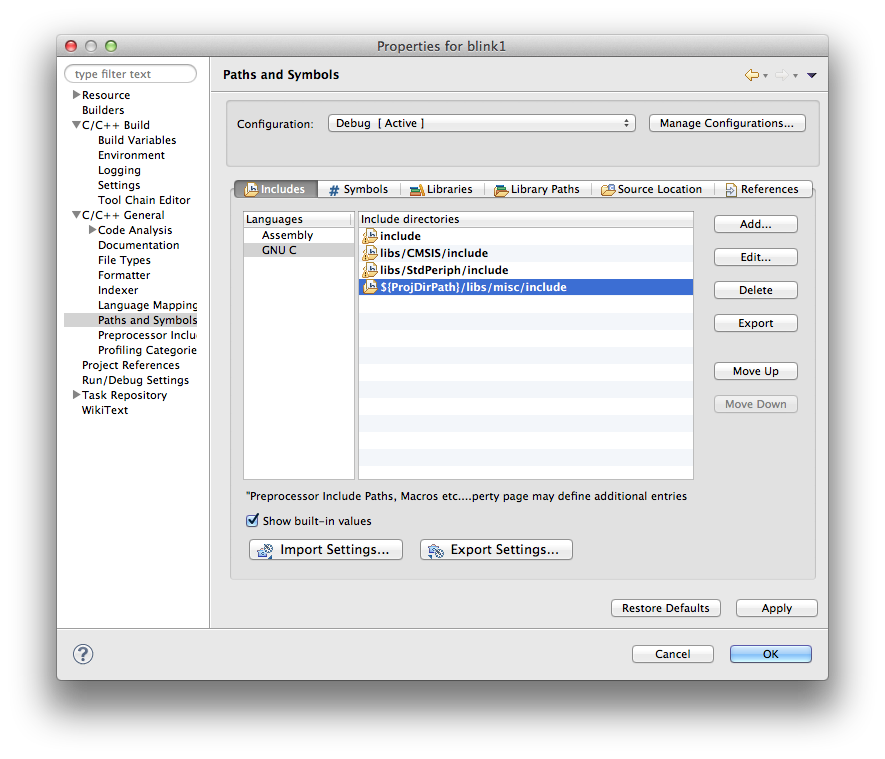 Properties for blink1
type filter text
Resource
Builders
C/C++ Build
Build Variables
Environment
Logging
Settings
Tool Chain Editor
C/C++ General
Code Analysis
Documentation
File Types
Formatter
Indexer
Language Mapping
Paths and Symbols
Preprocessor Inclu
Profiling Categorie
Project References
Run/Debug Settings
Task Repository
WikiText
Paths and Symbols
Configuration: Debug [ Active ] Manage Configurations...
Includes # Symbols Libraries Library Paths Source Location References
Languages
Assembly
GNU C
Include directories
include
libs/CMSIS/include
libs/StdPeriph/include
${ProjDirPath}/libs/misc/include
Add...
Edit...
Delete
Export
Move Up
Move Down
"Preprocessor Include Paths, Macros etc....perty page may define additional entries
Show built-in values
Import Settings... Export Settings...
Restore Defaults Apply
? Cancel OK